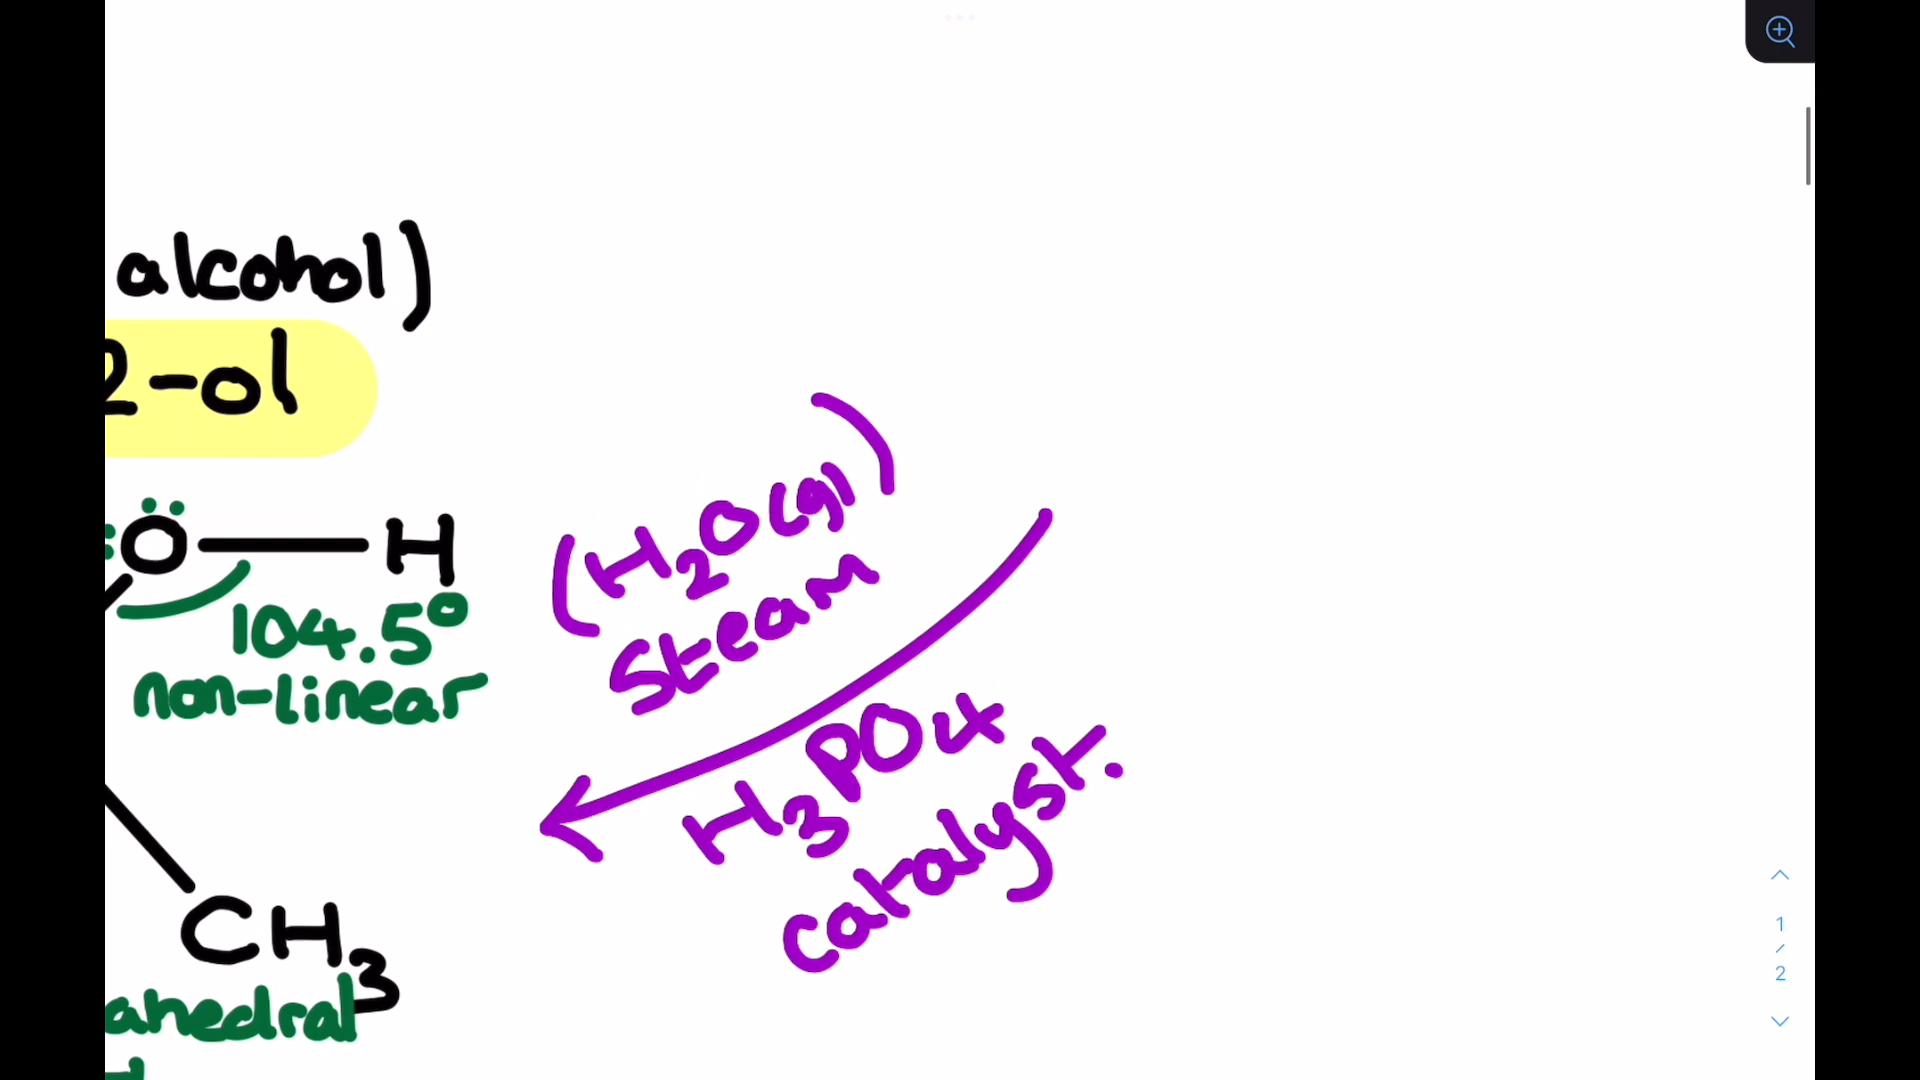 alcohol)
2-ol
:Ö—H
104.5°
non-linear
CH₃
ahedral
(H₂O(g))
Steam
H₃PO₄
catalyst.
1
/
2